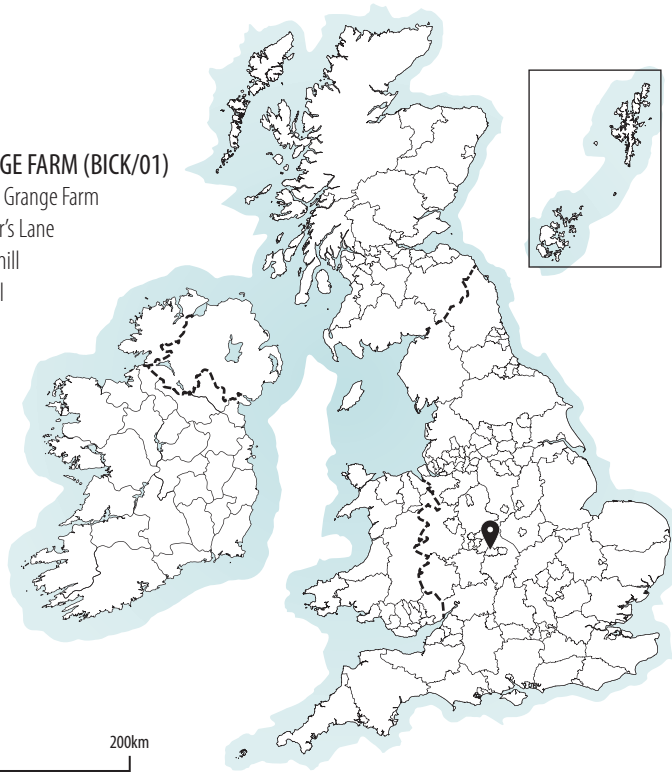 GE FARM (BICK/01)
Grange Farm
r's Lane
hill
l
200km